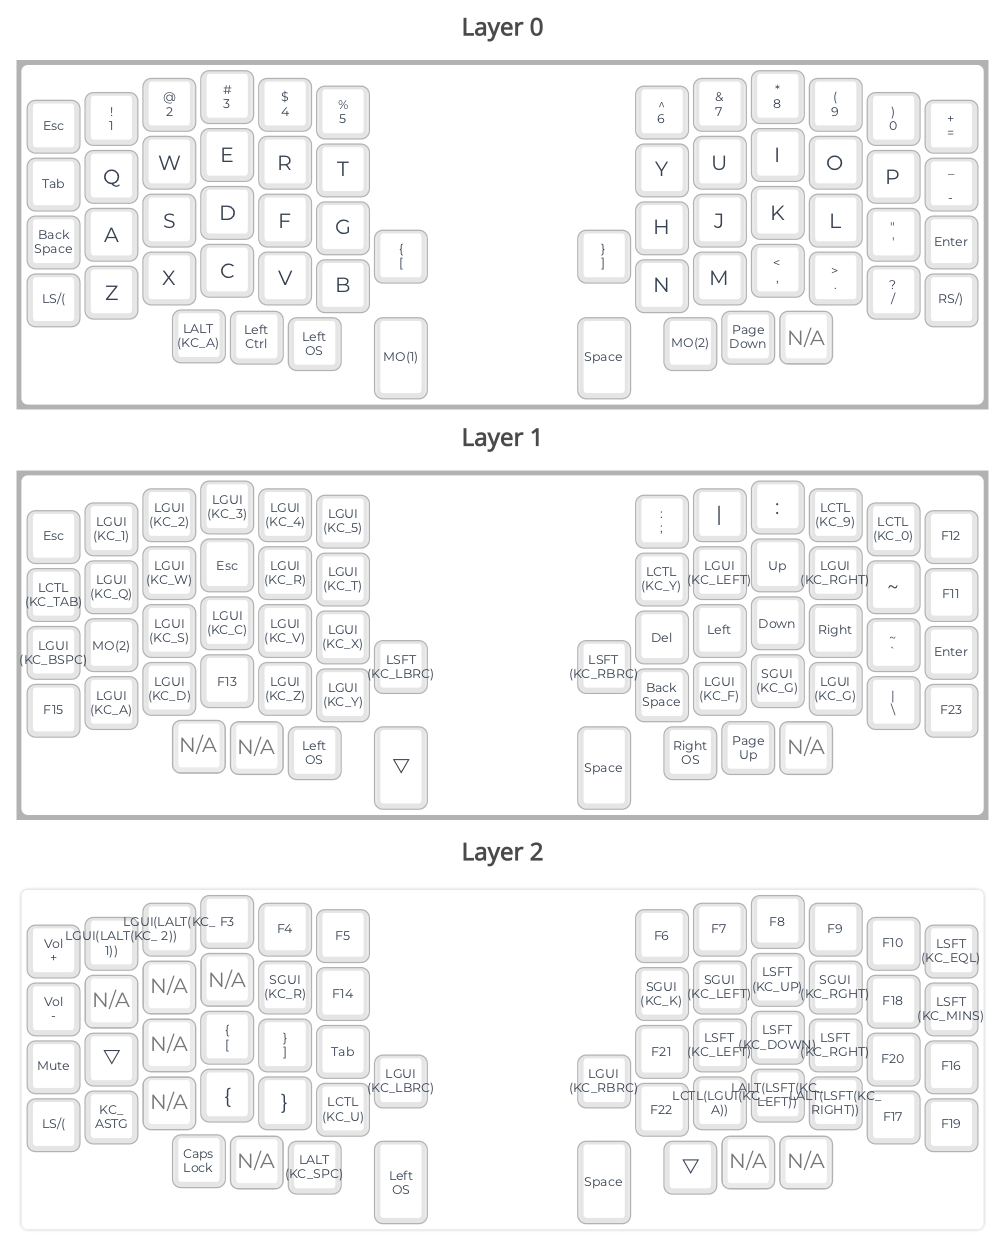 Layer 0
Esc
!
1
@
2
#
3
$
4
%
5
^
6
&
7
*
8
(
9
)
0
+
=
Tab
Q
W
E
R
T
Y
U
I
O
P
_
-
Back
Space
A
S
D
F
G
H
J
K
L
"
'
Enter
LS/(
Z
X
C
V
B
{
[
}
]
N
M
<
,
>
.
?
/
RS/)
LALT
(KC_A)
Left
Ctrl
Left
OS
MO(1)
Space
MO(2)
Page
Down
N/A
Layer 1
Esc
LGUI
(KC_1)
LGUI
(KC_2)
LGUI
(KC_3)
LGUI
(KC_4)
LGUI
(KC_5)
:
;
|
:
LCTL
(KC_9)
LCTL
(KC_0)
F12
LCTL
(KC_TAB)
LGUI
(KC_Q)
LGUI
(KC_W)
Esc
LGUI
(KC_R)
LGUI
(KC_T)
LCTL
(KC_Y)
LGUI
(KC_LEFT)
Up
LGUI
(KC_RGHT)
~
F11
LGUI
(KC_BSPC)
MO(2)
LGUI
(KC_S)
LGUI
(KC_C)
LGUI
(KC_V)
LGUI
(KC_X)
Del
Left
Down
Right
~
`
Enter
F15
LGUI
(KC_A)
LGUI
(KC_D)
F13
LGUI
(KC_Z)
LGUI
(KC_Y)
LSFT
(KC_LBRC)
LSFT
(KC_RBRC)
Back
Space
LGUI
(KC_F)
SGUI
(KC_G)
LGUI
(KC_G)
|
\
F23
N/A
N/A
Left
OS
▽
Space
Right
OS
Page
Up
N/A
Layer 2
Vol
+
LGUI(LALT(KC_
1))
LGUI(LALT(KC_
2))
F3
F4
F5
F6
F7
F8
F9
F10
LSFT
(KC_EQL)
Vol
-
N/A
N/A
N/A
SGUI
(KC_R)
F14
SGUI
(KC_K)
SGUI
(KC_LEFT)
LSFT
(KC_UP)
SGUI
(KC_RGHT)
F18
LSFT
(KC_MINS)
Mute
▽
N/A
{
[
}
]
Tab
F21
LSFT
(KC_LEFT)
LSFT
(KC_DOWN)
LSFT
(KC_RGHT)
F20
F16
LS/(
KC_
ASTG
N/A
{
}
LCTL
(KC_U)
LGUI
(KC_LBRC)
LGUI
(KC_RBRC)
F22
LCTL(LGUI(KC_
A))
LALT(LSFT(KC_
LEFT))
LALT(LSFT(KC_
RIGHT))
F17
F19
Caps
Lock
N/A
LALT
(KC_SPC)
Left
OS
Space
▽
N/A
N/A